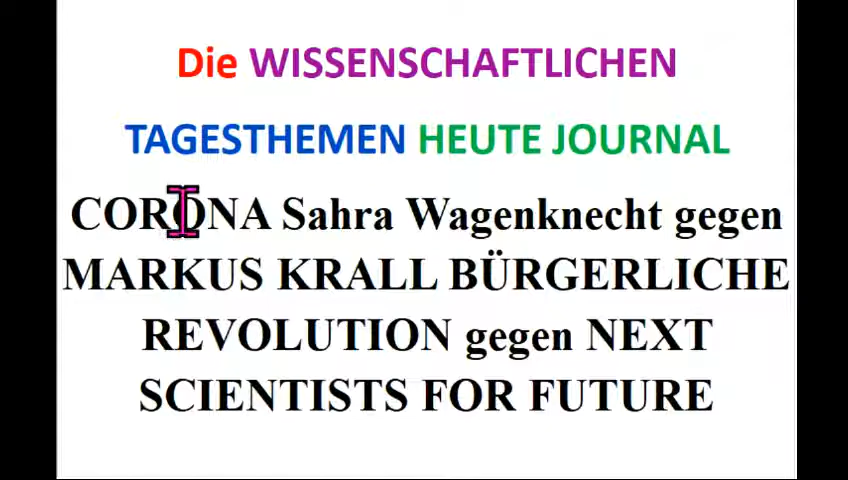 Die WISSENSCHAFTLICHEN
TAGESTHEMEN HEUTE JOURNAL
CORONA Sahra Wagenknecht gegen
MARKUS KRALL BÜRGERLICHE
REVOLUTION gegen NEXT
SCIENTISTS FOR FUTURE